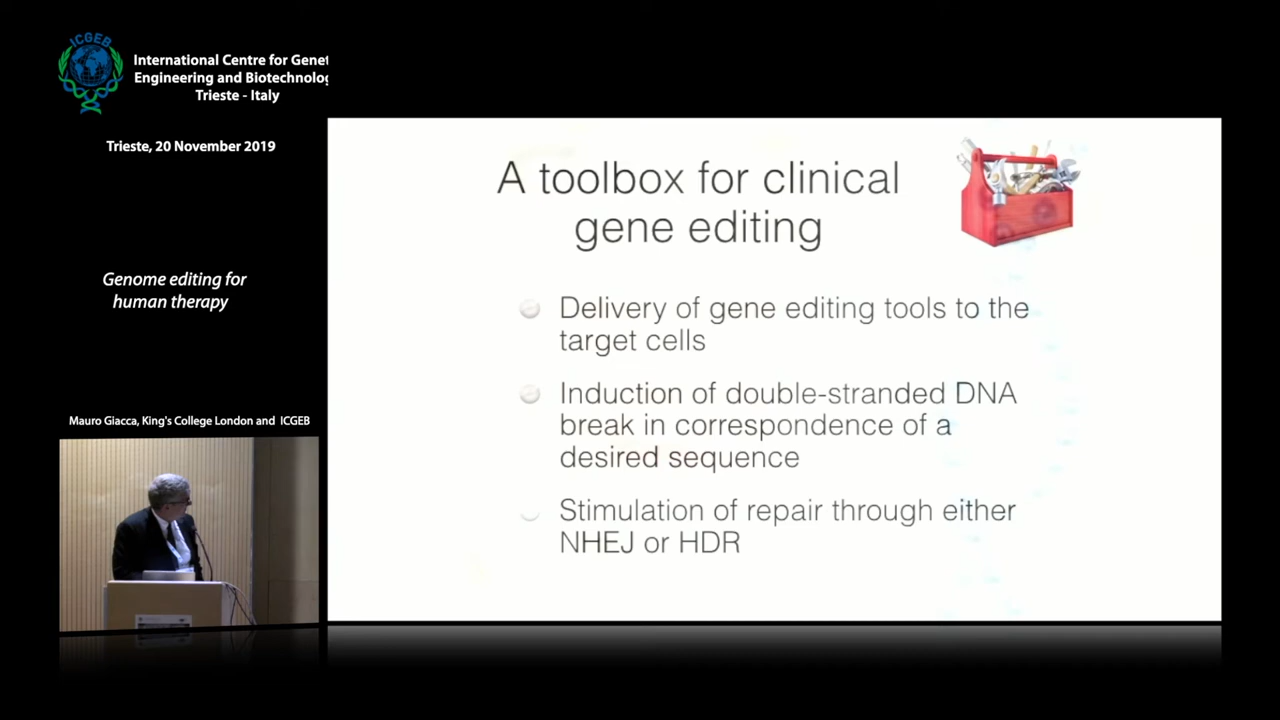 ICGEB
International Centre for Genet
Engineering and Biotechnolog
Trieste - Italy
Trieste, 20 November 2019
Genome editing for
human therapy
Mauro Giacca, King's College London and ICGEB
A toolbox for clinical
gene editing
Delivery of gene editing tools to the
target cells
Induction of double-stranded DNA
break in correspondence of a
desired sequence
Stimulation of repair through either
NHEJ or HDR